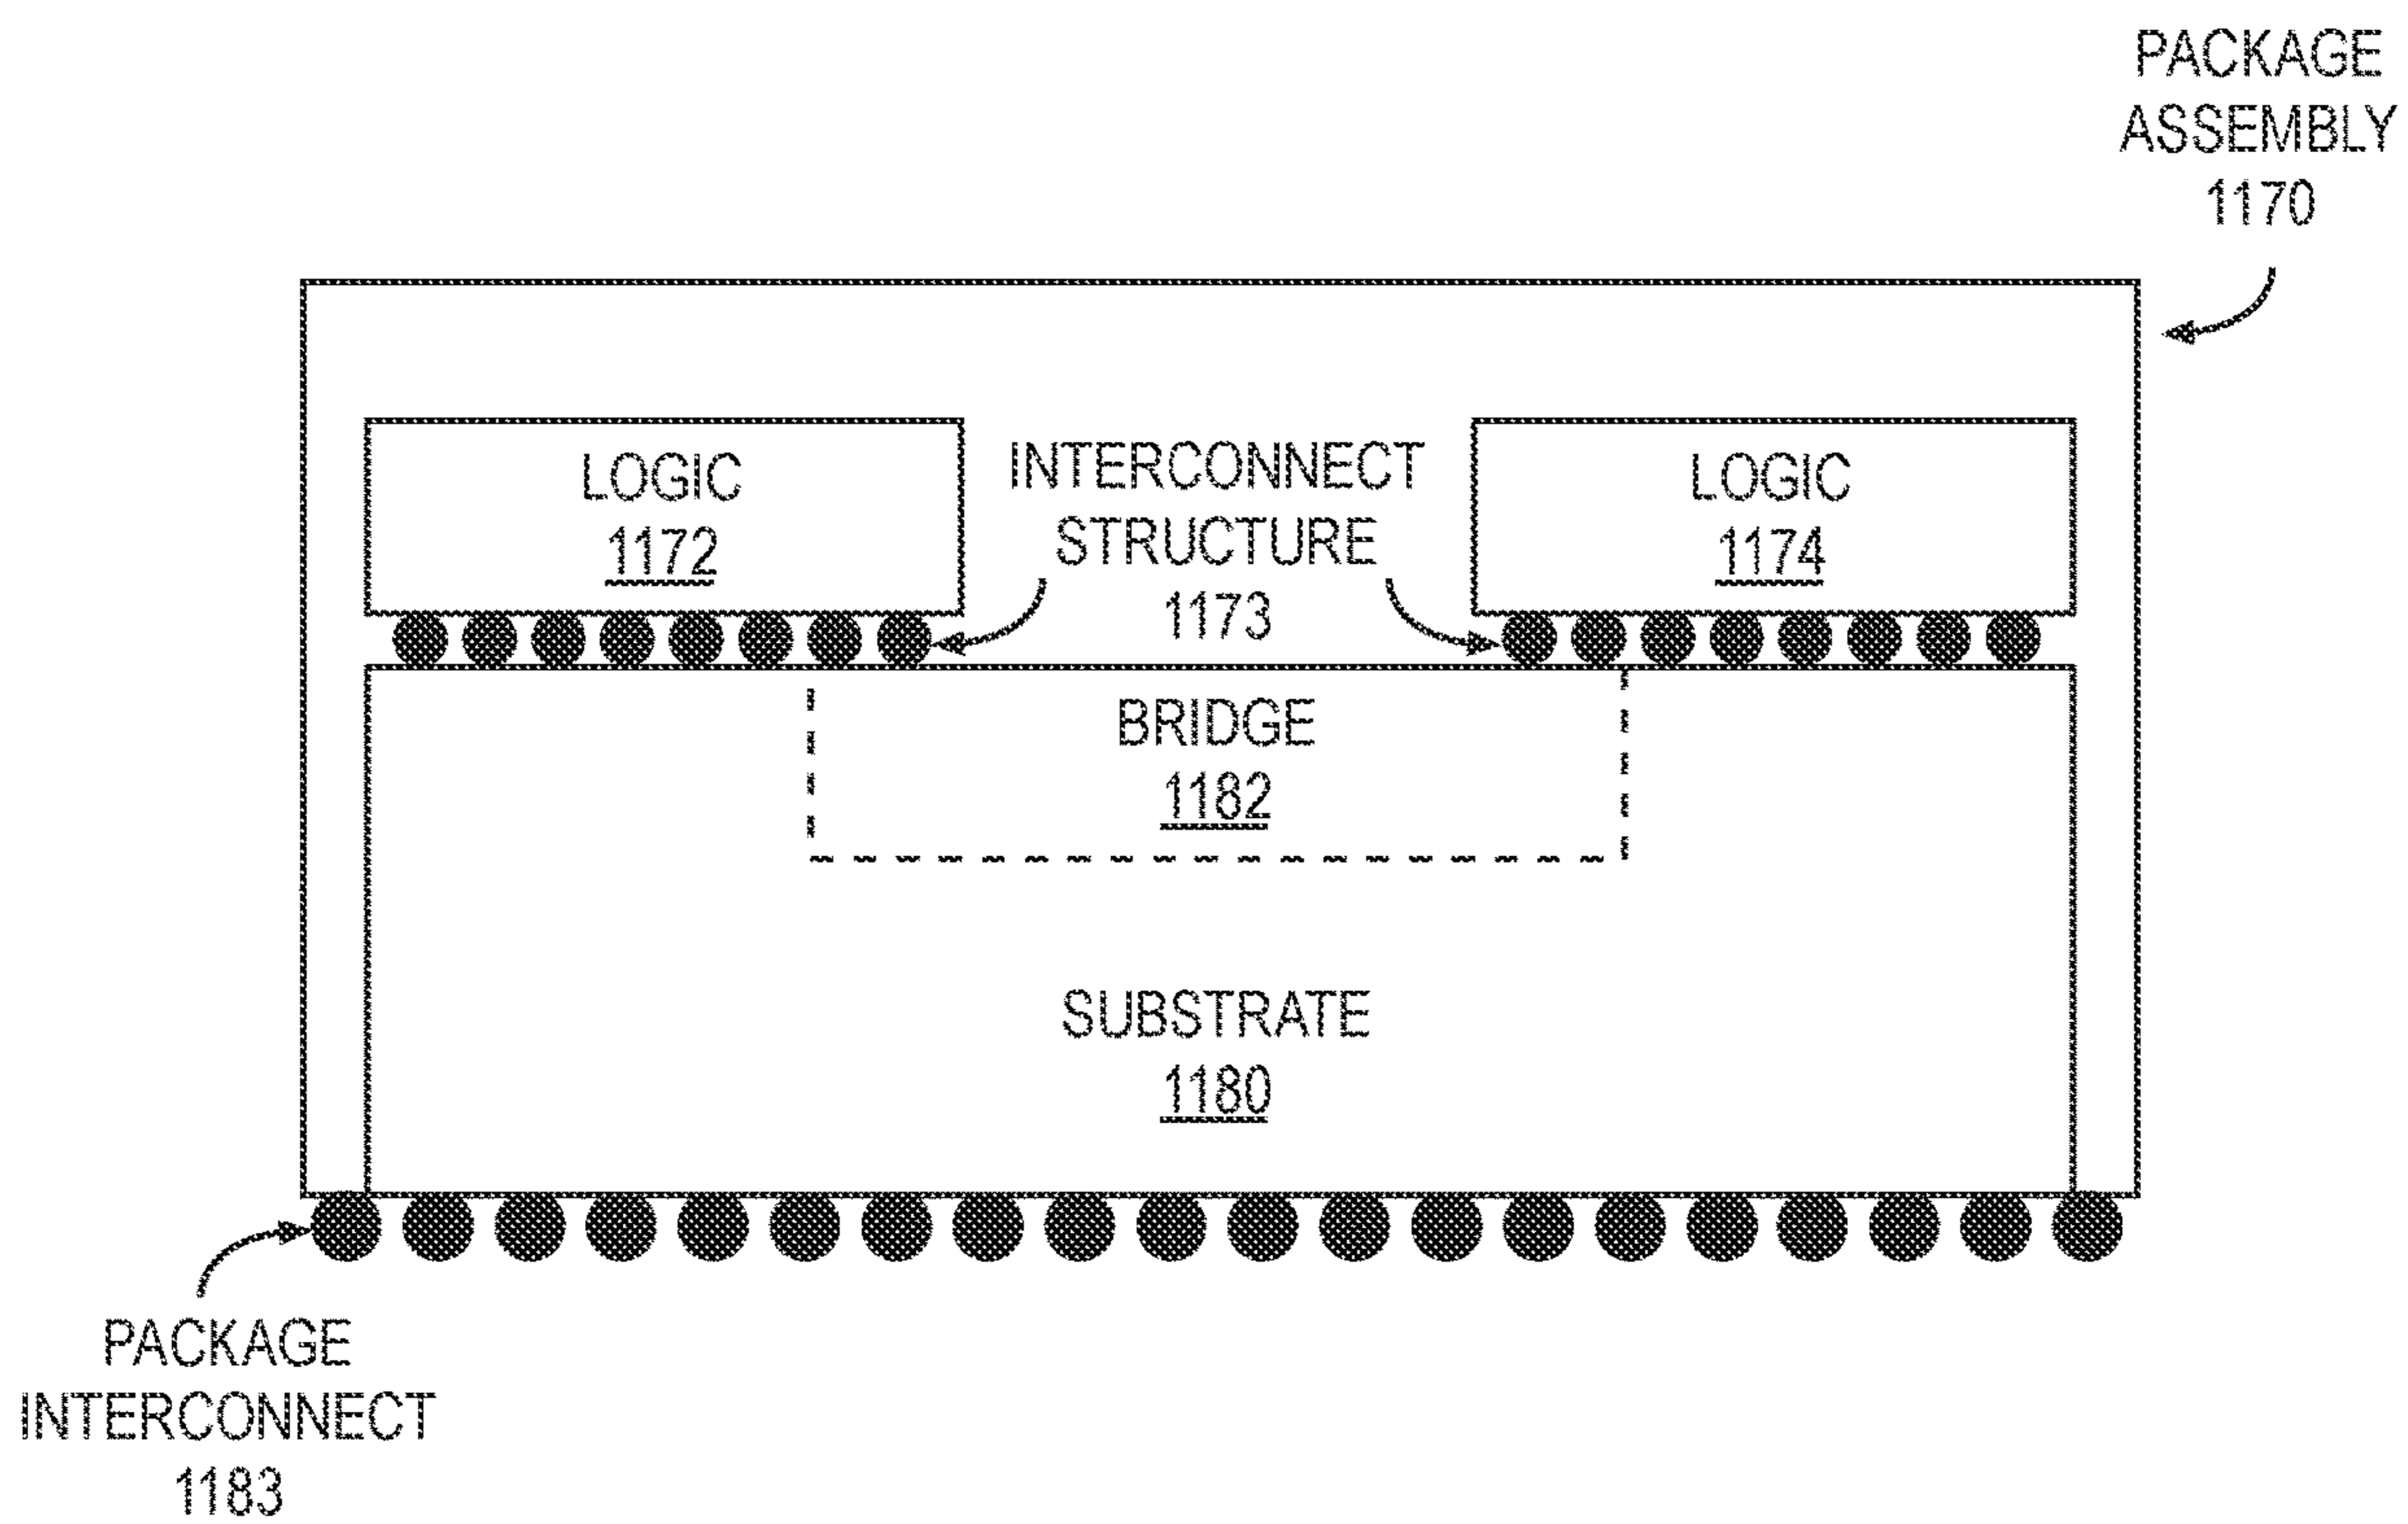 PACKAGE
ASSEMBLY
1170
LOGIC
1172
INTERCONNECT
STRUCTURE
1173
LOGIC
1174
BRIDGE
1182
SUBSTRATE
1180
PACKAGE
INTERCONNECT
1183